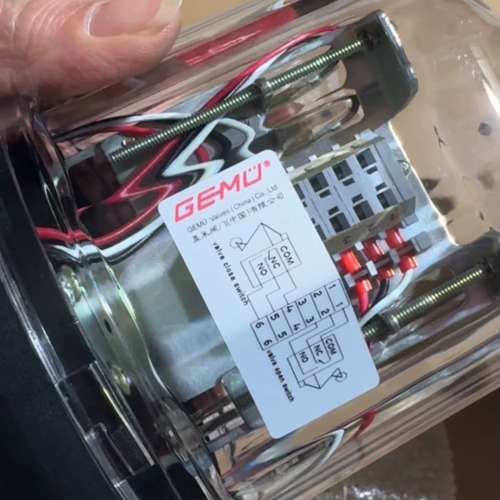 GEMÜ®
GEMÜ Valves (China) Co., Ltd
盖米阀门(中国)有限公司
valve close switch
NO
NC
COM
6 5 4 3 2 1
6 5 4 3 2 1
NO
NC
COM
valve open switch